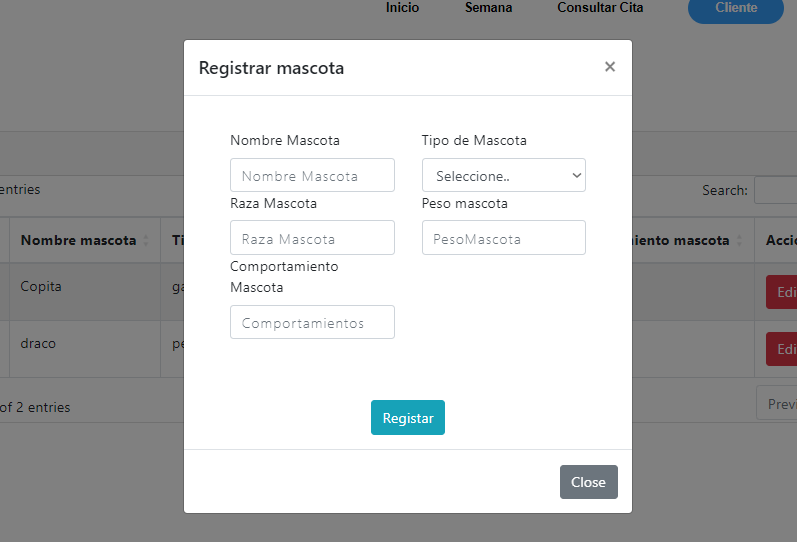 Inicio Semana Consultar Cita Cliente
Registrar mascota ×
Nombre Mascota Tipo de Mascota
Nombre Mascota Seleccione..
entries Search:
Raza Mascota Peso mascota
Raza Mascota PesoMascota
Nombre mascota Ti iento mascota Accio
Comportamiento
Mascota
Copita ga Edi
Comportamientos
draco pe Edi
of 2 entries Previ
Registar
Close